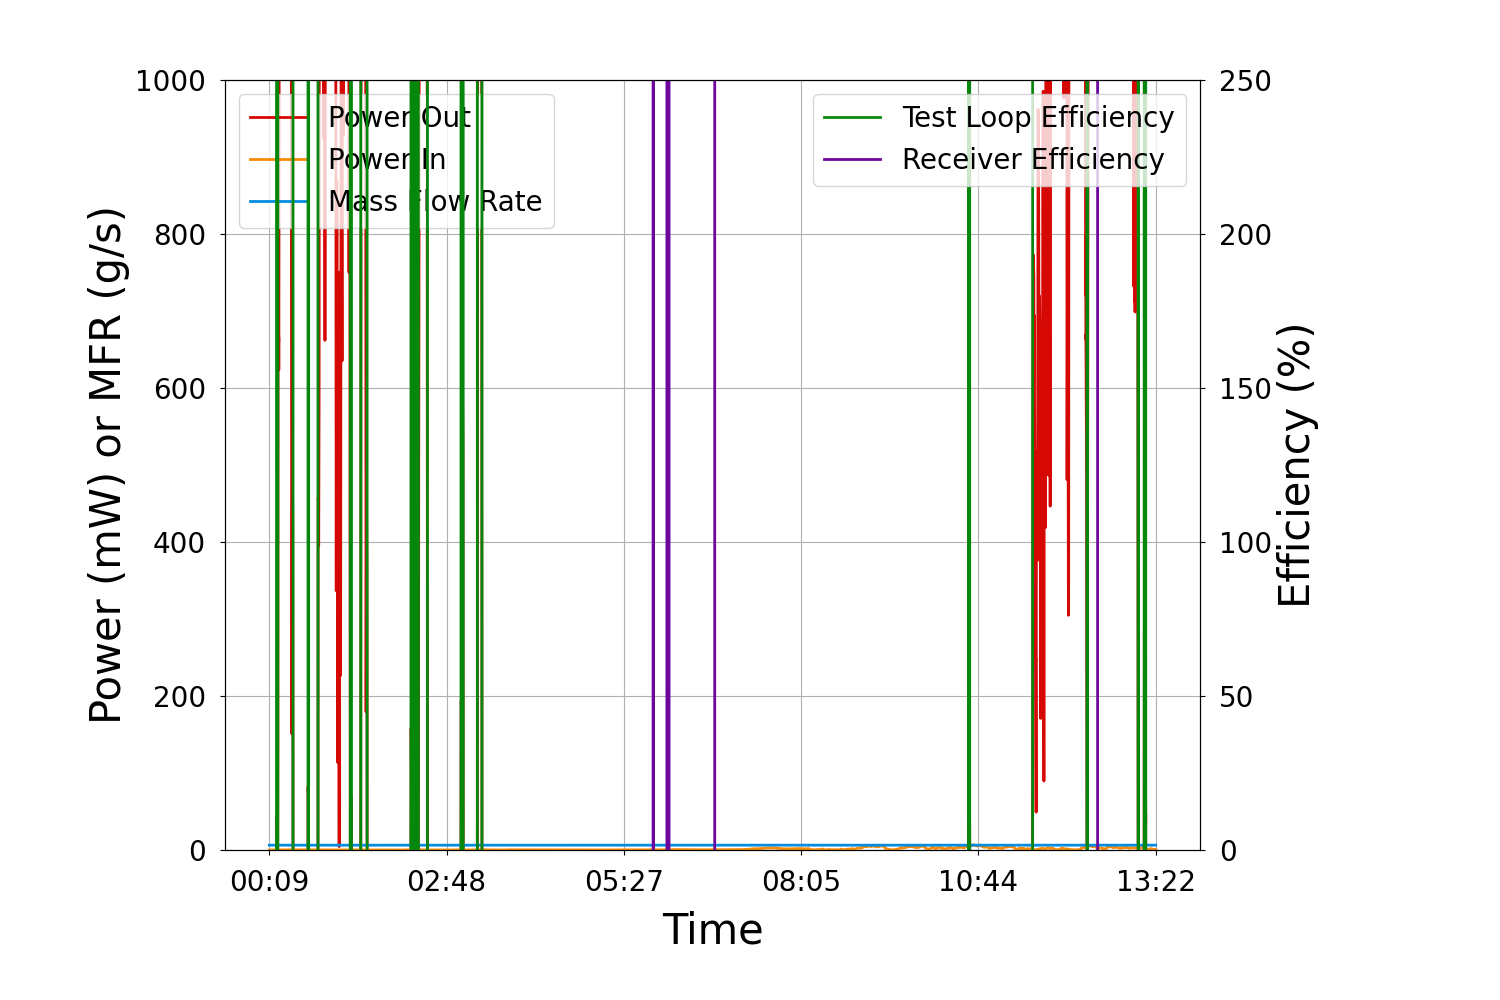 1000
800
600
400
200
0
Power (mW) or MFR (g/s)
Power Out
Power In
Mass Flow Rate
Test Loop Efficiency
Receiver Efficiency
250
200
150
100
50
0
Efficiency (%)
00:09 02:48 05:27 08:05 10:44 13:22
Time